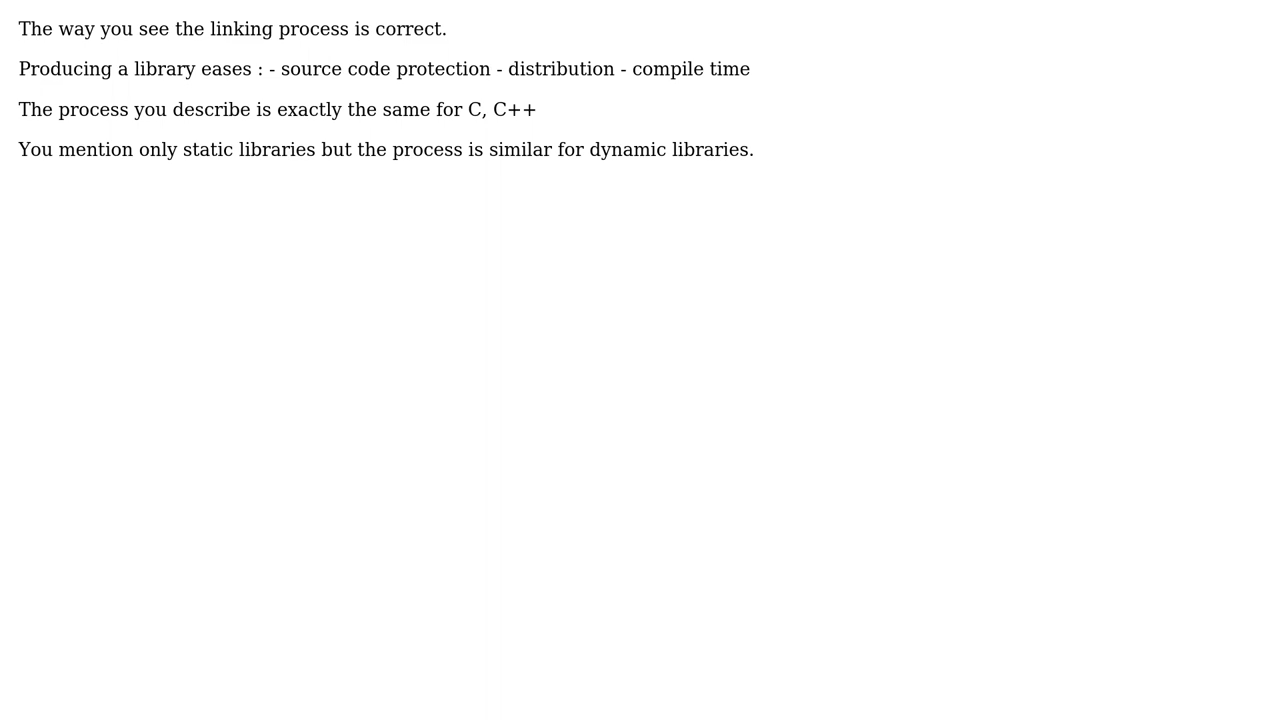 The way you see the linking process is correct.
Producing a library eases : - source code protection - distribution - compile time
The process you describe is exactly the same for C, C++
You mention only static libraries but the process is similar for dynamic libraries.